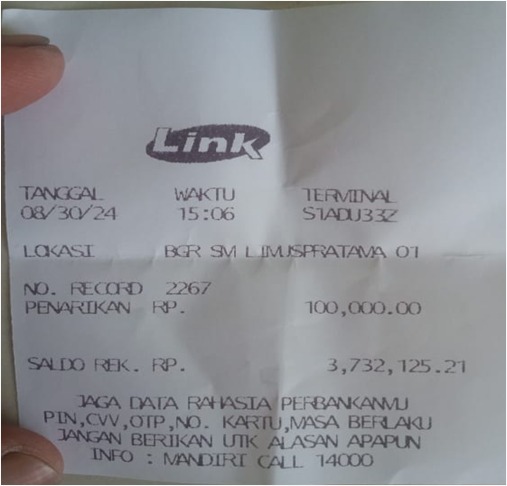 Link
TANGGAL WAKTU TERMINAL
08/30/24 15:06 S1ADU33Z
LOKASI BGR SM LIMUSPRATAMA 01
NO. RECORD 2267
PENARIKAN RP. 100,000.00
SALDO REK. RP. 3,732,125.21
JAGA DATA RAHASIA PERBANKANMU
PIN,CVV,OTP,NO. KARTU,MASA BERLAKU
JANGAN BERIKAN UTK ALASAN APAPUN
INFO : MANDIRI CALL 14000